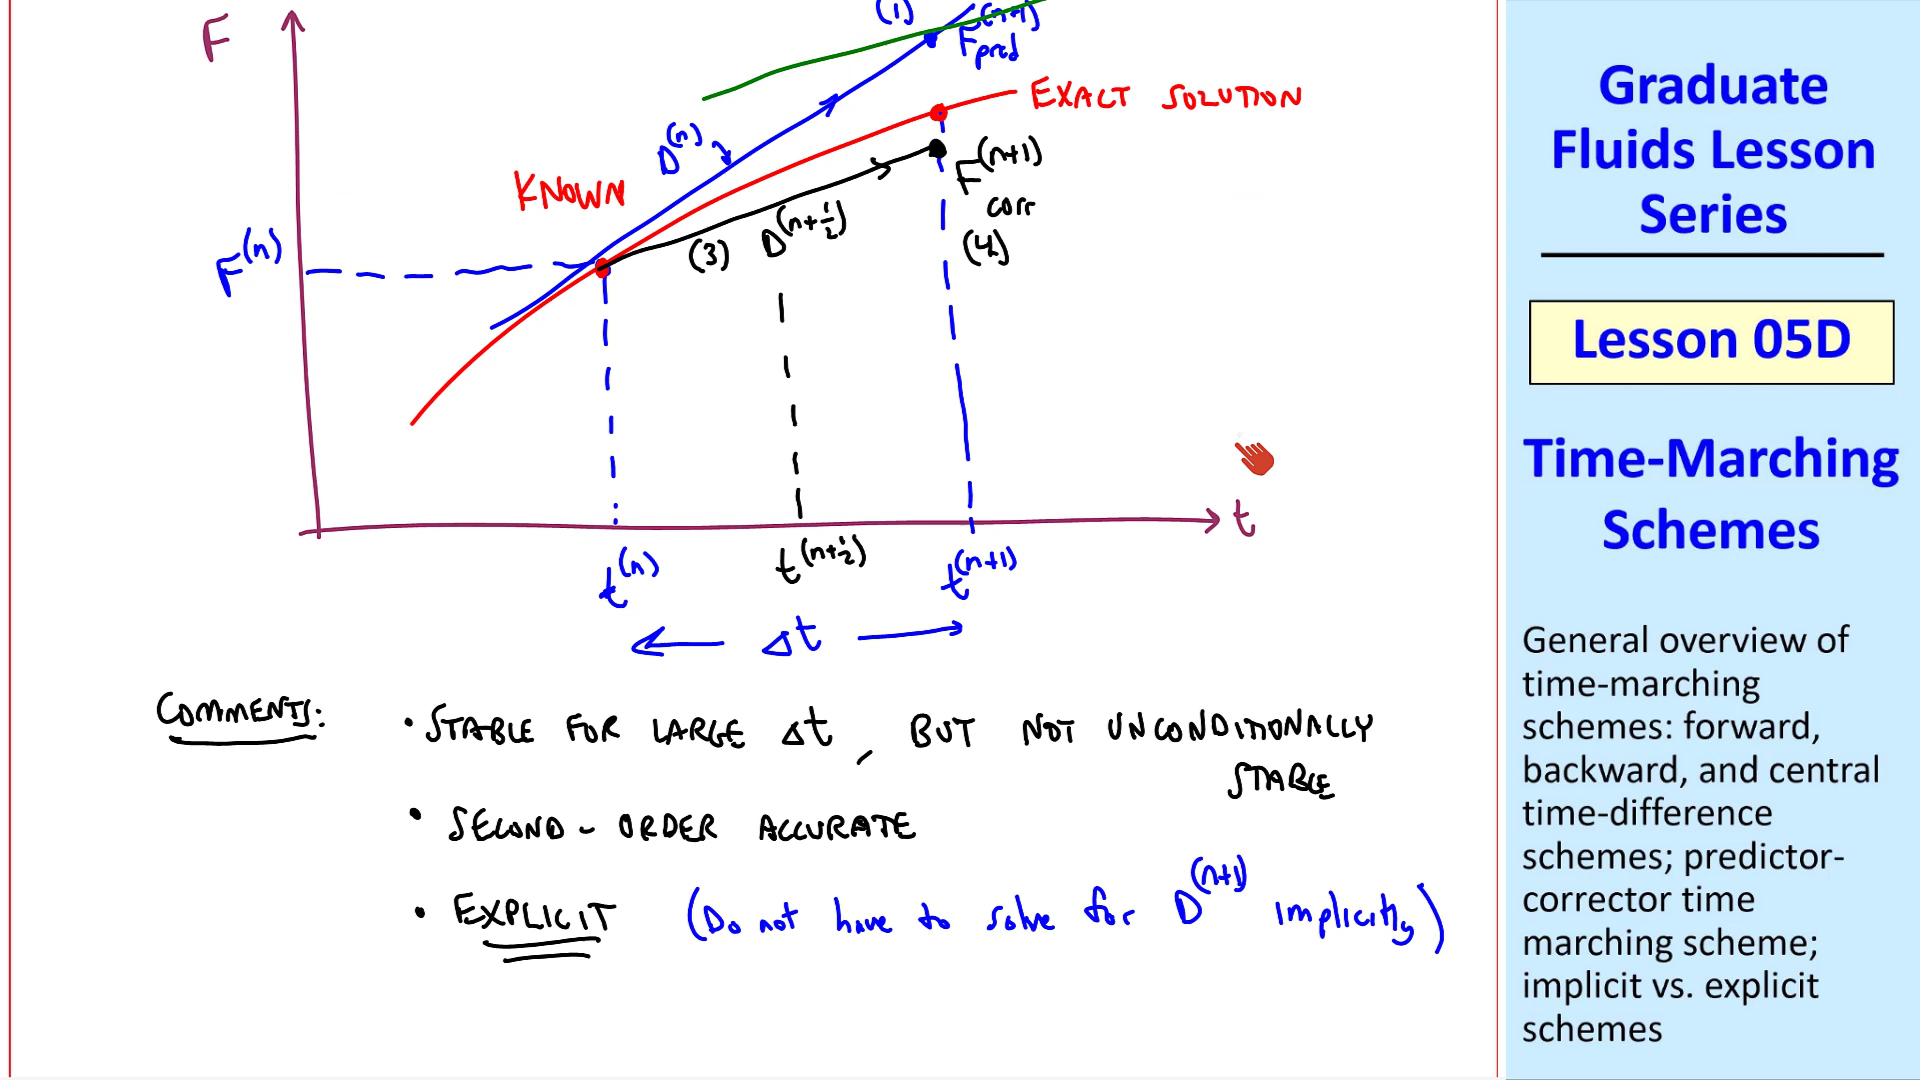 F
(1)
F^(n+1)
pred
EXACT SOLUTION
D^(n)
KNOWN
F^(n+1)
corr
(3) D^(n+½)
(4)
F^(n)
t
t^(n)
t^(n+½)
t^(n+1)
Δt
COMMENTS:
• STABLE FOR LARGE Δt, BUT NOT UNCONDITIONALLY
STABLE
• SECOND-ORDER ACCURATE
• EXPLICIT (Do not have to solve for D^(n+1) implicitly)
Graduate
Fluids Lesson
Series
Lesson 05D
Time-Marching
Schemes
General overview of
time-marching
schemes: forward,
backward, and central
time-difference
schemes; predictor-
corrector time
marching scheme;
implicit vs. explicit
schemes